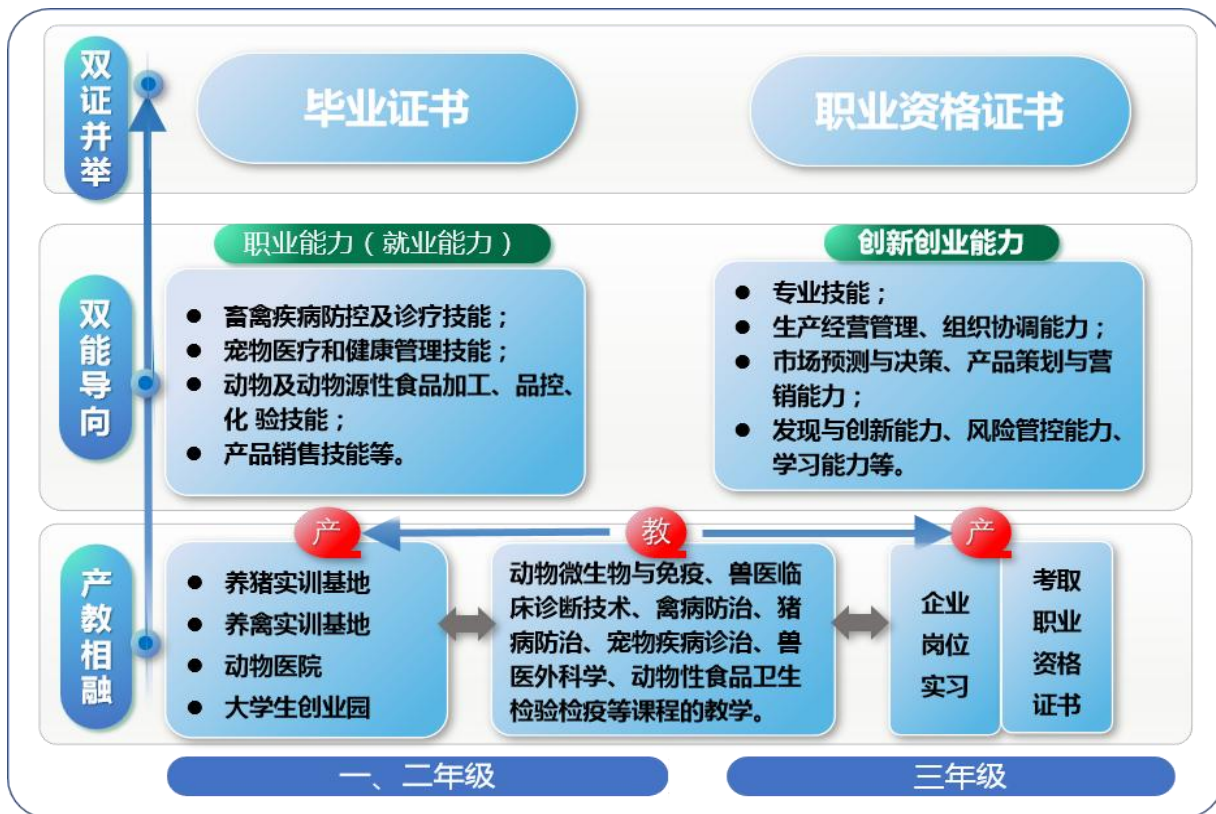 双证并举
毕业证书
职业资格证书
双能导向
职业能力（就业能力）
● 畜禽疾病防控及诊疗技能；
● 宠物医疗和健康管理技能；
● 动物及动物源性食品加工、品控、
化 验技能；
● 产品销售技能等。
创新创业能力
● 专业技能；
● 生产经营管理、组织协调能力；
● 市场预测与决策、产品策划与营
销能力；
● 发现与创新能力、风险管控能力、
学习能力等。
产教相融
产
● 养猪实训基地
● 养禽实训基地
● 动物医院
● 大学生创业园
教
动物微生物与免疫、兽医临
床诊断技术、禽病防治、猪
病防治、宠物疾病诊治、兽
医外科学、动物性食品卫生
检验检疫等课程的教学。
产
企业
岗位
实习
考取
职业
资格
证书
一、二年级
三年级